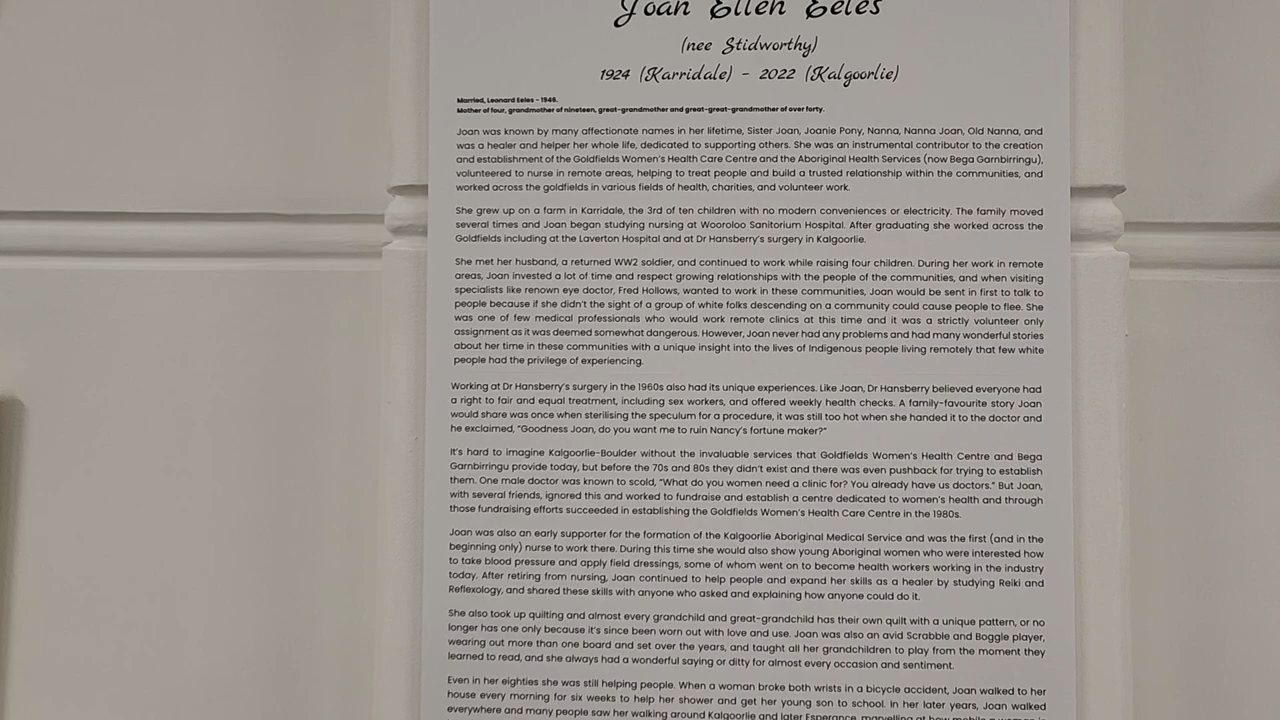 Joan Ellen Eeles
(nee Stidworthy)
1924 (Karridale) - 2022 (Kalgoorlie)
Married, Leonard Eeles - 1946.
Mother of four, grandmother of nineteen, great-grandmother and great-great-grandmother of over forty.
Joan was known by many affectionate names in her lifetime, Sister Joan, Joanie Pony, Nanna, Nanna Joan, Old Nanna, and
was a healer and helper her whole life, dedicated to supporting others. She was an instrumental contributor to the creation
and establishment of the Goldfields Women's Health Care Centre and the Aboriginal Health Services (now Bega Garnbirringu),
volunteered to nurse in remote areas, helping to treat people and build a trusted relationship within the communities, and
worked across the goldfields in various fields of health, charities, and volunteer work.
She grew up on a farm in Karridale, the 3rd of ten children with no modern conveniences or electricity. The family moved
several times and Joan began studying nursing at Wooroloo Sanitorium Hospital. After graduating she worked across the
Goldfields including at the Laverton Hospital and at Dr Hansberry's surgery in Kalgoorlie.
She met her husband, a returned WW2 soldier, and continued to work while raising four children. During her work in remote
areas, Joan invested a lot of time and respect growing relationships with the people of the communities, and when visiting
specialists like renown eye doctor, Fred Hollows, wanted to work in these communities, Joan would be sent in first to talk to
people because if she didn't the sight of a group of white folks descending on a community could cause people to flee. She
was one of few medical professionals who would work remote clinics at this time and it was a strictly volunteer only
assignment as it was deemed somewhat dangerous. However, Joan never had any problems and had many wonderful stories
about her time in these communities with a unique insight into the lives of Indigenous people living remotely that few white
people had the privilege of experiencing.
Working at Dr Hansberry's surgery in the 1960s also had its unique experiences. Like Joan, Dr Hansberry believed everyone had
a right to fair and equal treatment, including sex workers, and offered weekly health checks. A family-favourite story Joan
would share was once when sterilising the speculum for a procedure, it was still too hot when she handed it to the doctor and
he exclaimed, "Goodness Joan, do you want me to ruin Nancy's fortune maker?"
It's hard to imagine Kalgoorlie-Boulder without the invaluable services that Goldfields Women's Health Centre and Bega
Garnbirringu provide today, but before the 70s and 80s they didn't exist and there was even pushback for trying to establish
them. One male doctor was known to scold, "What do you women need a clinic for? You already have us doctors." But Joan,
with several friends, ignored this and worked to fundraise and establish a centre dedicated to women's health and through
those fundraising efforts succeeded in establishing the Goldfields Women's Health Care Centre in the 1980s.
Joan was also an early supporter for the formation of the Kalgoorlie Aboriginal Medical Service and was the first (and in the
beginning only) nurse to work there. During this time she would also show young Aboriginal women who were interested how
to take blood pressure and apply field dressings, some of whom went on to become health workers working in the industry
today. After retiring from nursing, Joan continued to help people and expand her skills as a healer by studying Reiki and
Reflexology, and shared these skills with anyone who asked and explaining how anyone could do it.
She also took up quilting and almost every grandchild and great-grandchild has their own quilt with a unique pattern, or no
longer has one only because it's since been worn out with love and use. Joan was also an avid Scrabble and Boggle player,
wearing out more than one board and set over the years, and taught all her grandchildren to play from the moment they
learned to read, and she always had a wonderful saying or ditty for almost every occasion and sentiment.
Even in her eighties she was still helping people. When a woman broke both wrists in a bicycle accident, Joan walked to her
house every morning for six weeks to help her shower and get her young son to school. In her later years, Joan walked
everywhere and many people saw her walking around Kalgoorlie and later Esperance, marvelling at how mobile a woman in